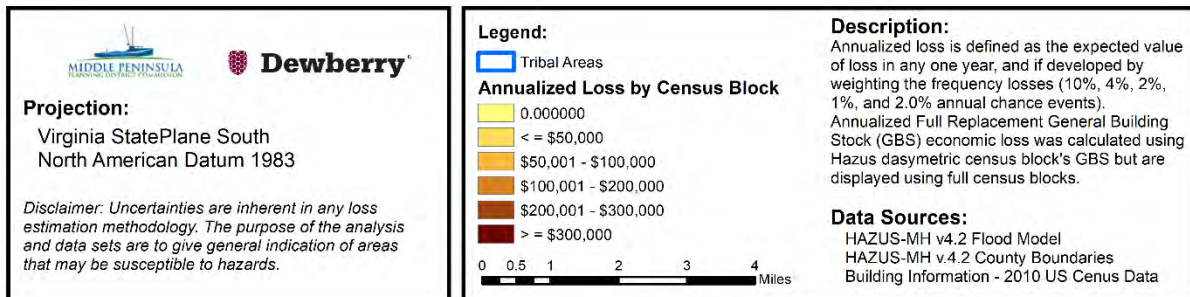 MIDDLE PENINSULA
PLANNING DISTRICT COMMISSION
Dewberry
Projection:
Virginia StatePlane South
North American Datum 1983
Disclaimer: Uncertainties are inherent in any loss
estimation methodology. The purpose of the analysis
and data sets are to give general indication of areas
that may be susceptible to hazards.
Legend:
Tribal Areas
Annualized Loss by Census Block
0.000000
< = $50,000
$50,001 - $100,000
$100,001 - $200,000
$200,001 - $300,000
> = $300,000
0 0.5 1 2 3 4
Miles
Description:
Annualized loss is defined as the expected value
of loss in any one year, and if developed by
weighting the frequency losses (10%, 4%, 2%,
1%, and 2.0% annual chance events).
Annualized Full Replacement General Building
Stock (GBS) economic loss was calculated using
Hazus dasymetric census block's GBS but are
displayed using full census blocks.
Data Sources:
HAZUS-MH v4.2 Flood Model
HAZUS-MH v.4.2 County Boundaries
Building Information - 2010 US Cenus Data